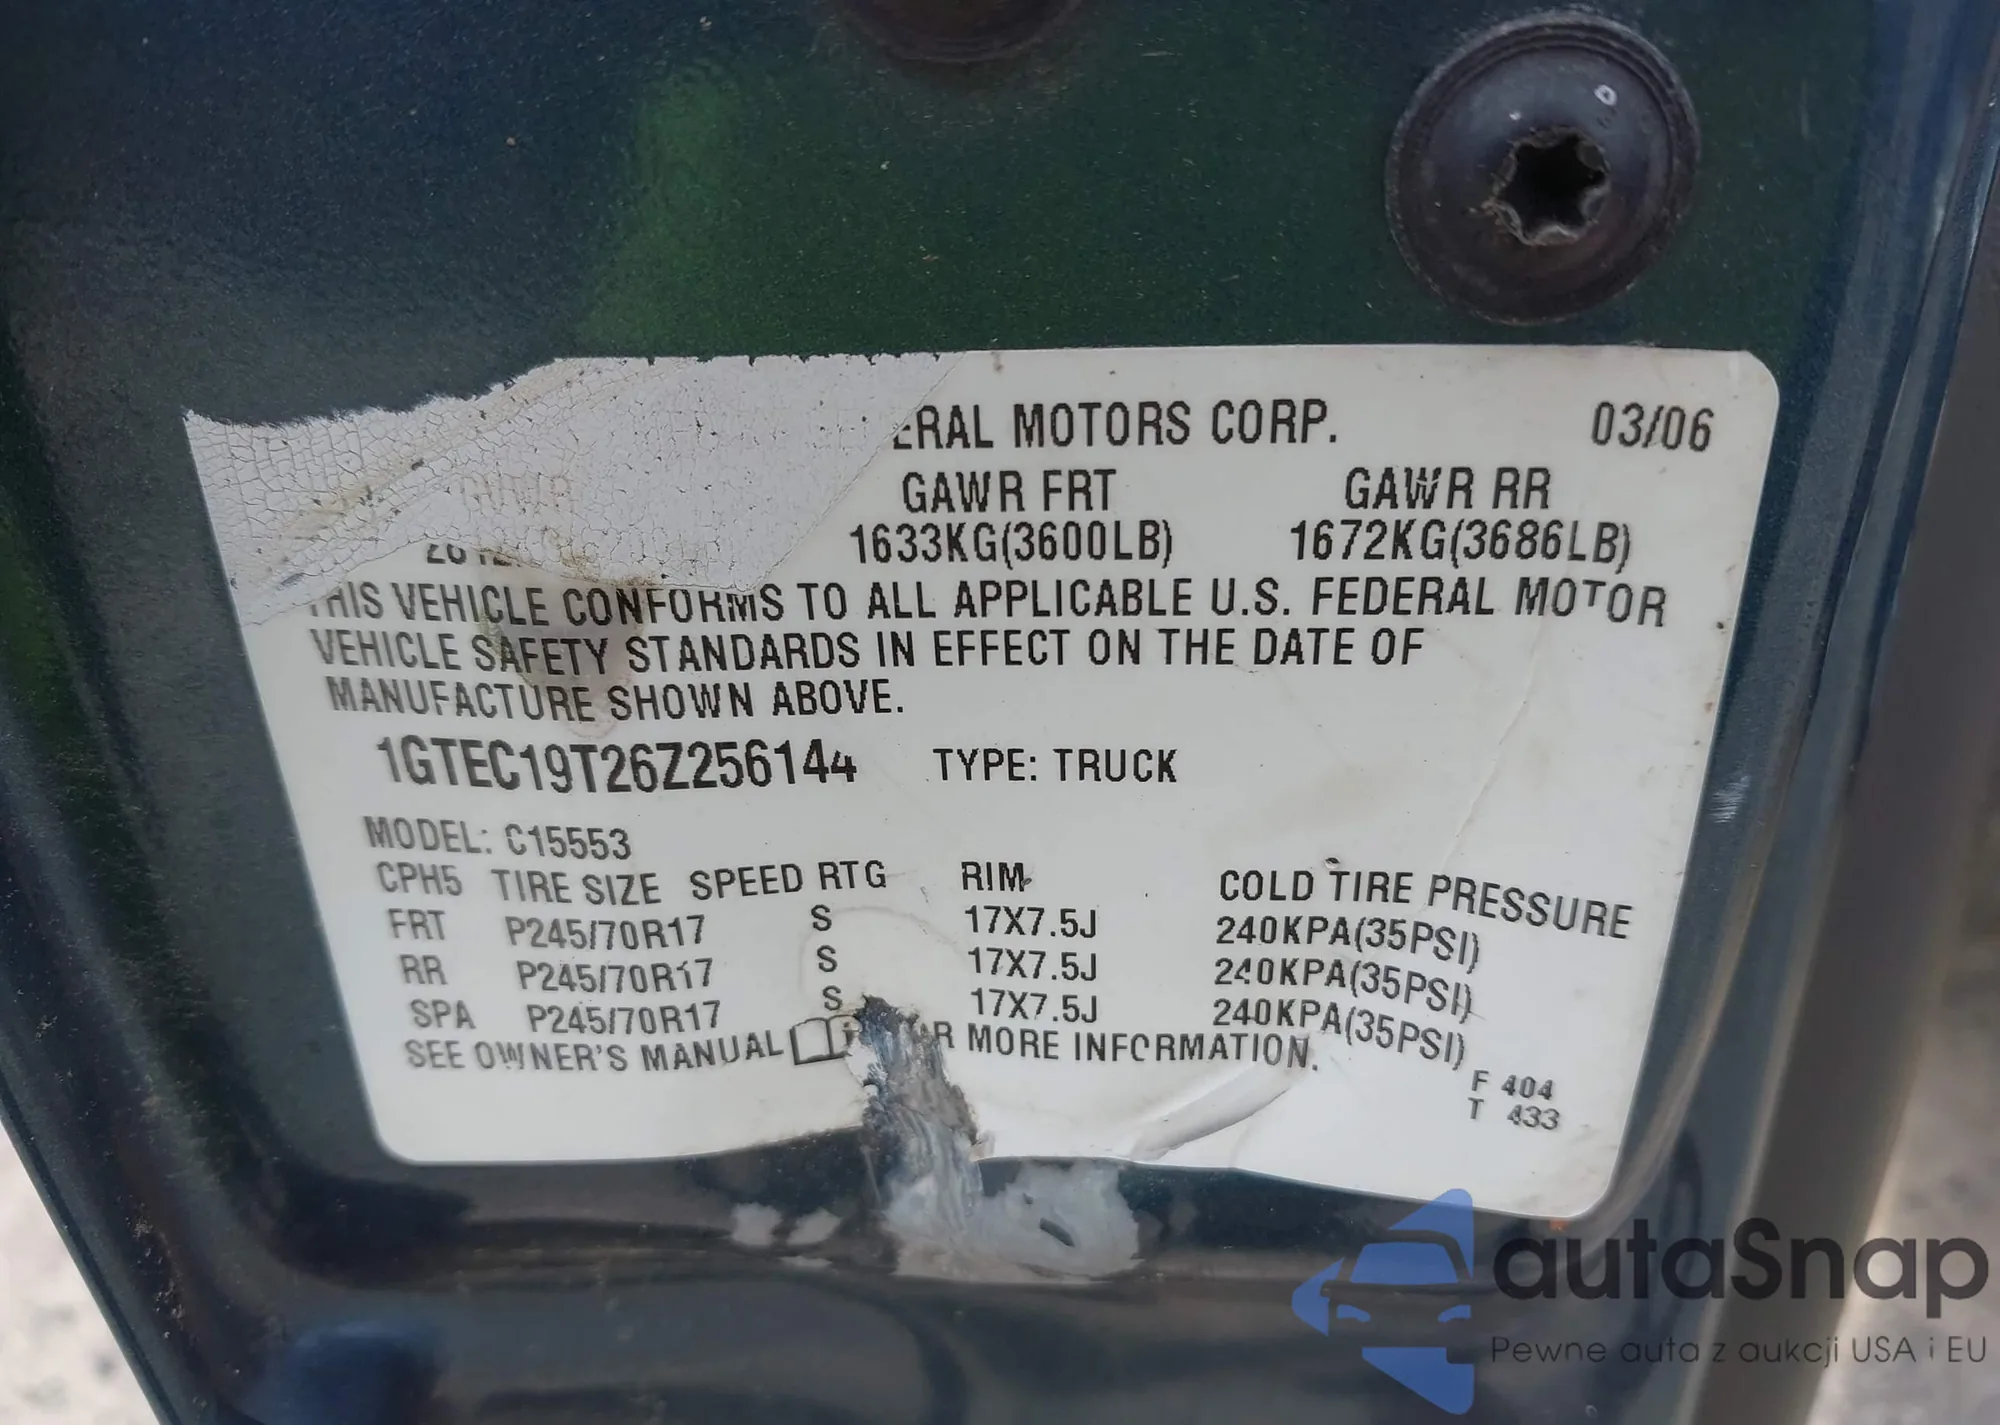 ERAL MOTORS CORP. 03/06
GVWR GAWR FRT GAWR RR
1633KG(3600LB) 1672KG(3686LB)
THIS VEHICLE CONFORMS TO ALL APPLICABLE U.S. FEDERAL MOTOR
VEHICLE SAFETY STANDARDS IN EFFECT ON THE DATE OF
MANUFACTURE SHOWN ABOVE.
1GTEC19T26Z256144 TYPE: TRUCK
MODEL: C15553
CPH5 TIRE SIZE SPEED RTG RIM COLD TIRE PRESSURE
FRT P245/70R17 S 17X7.5J 240KPA(35PSI)
RR P245/70R17 S 17X7.5J 240KPA(35PSI)
SPA P245/70R17 S 17X7.5J 240KPA(35PSI)
SEE OWNER'S MANUAL R MORE INFORMATION.
F 404
T 433
autaSnap
Pewne auta z aukcji USA i EU